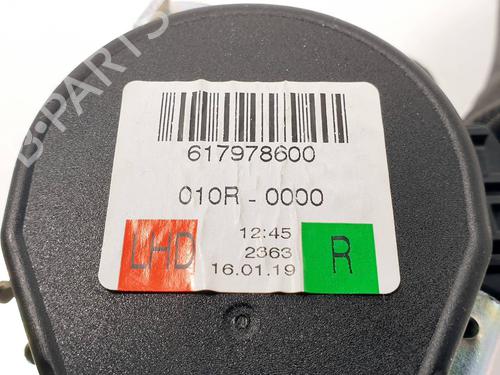 B-PARTS
617978600
010R - 0000
LHD
12:45
2363
16.01.19
R